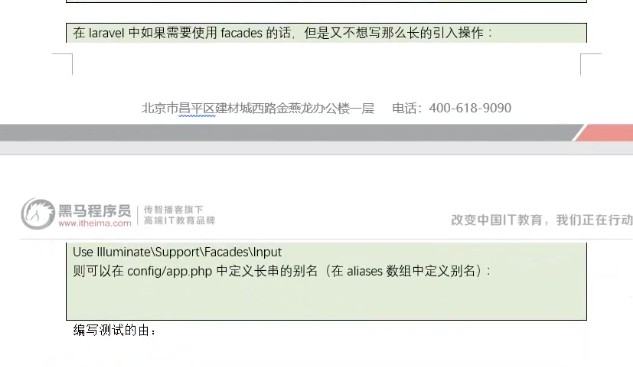 在 laravel 中如果需要使用 facades 的话，但是又不想写那么长的引入操作：
北京市昌平区建材城西路金燕龙办公楼一层 电话：400-618-9090
黑马程序员
www.itheima.com
传智播客旗下
高端IT教育品牌
改变中国IT教育，我们正在行动
Use Illuminate\Support\Facades\Input
则可以在 config/app.php 中定义长串的别名（在 aliases 数组中定义别名）：
编写测试的由：